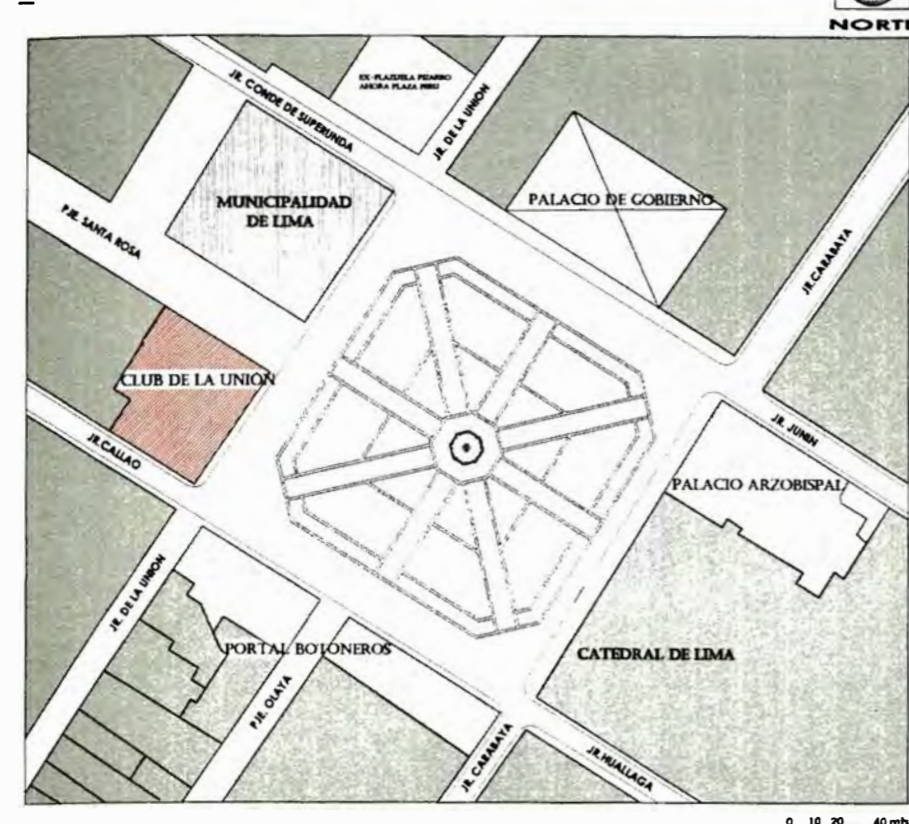 NORTE
JR. CONDE DE SUPERUNDA
EX-PLAZUELA PIZARRO
AHORA PLAZA PERU
JR. DE LA UNION
MUNICIPALIDAD
DE LIMA
PALACIO DE GOBIERNO
PJE. SANTA ROSA
JR.CARABAYA
CLUB DE LA UNIÓN
JR.CALLAO
JR. JUNIN
PALACIO ARZOBISPAL
JR. DE LA UNION
PORTAL BOTONEROS
CATEDRAL DE LIMA
PJE. OLAYA
JR. CARABAYA
JR.HUALLAGA
0 10 20 40 mts